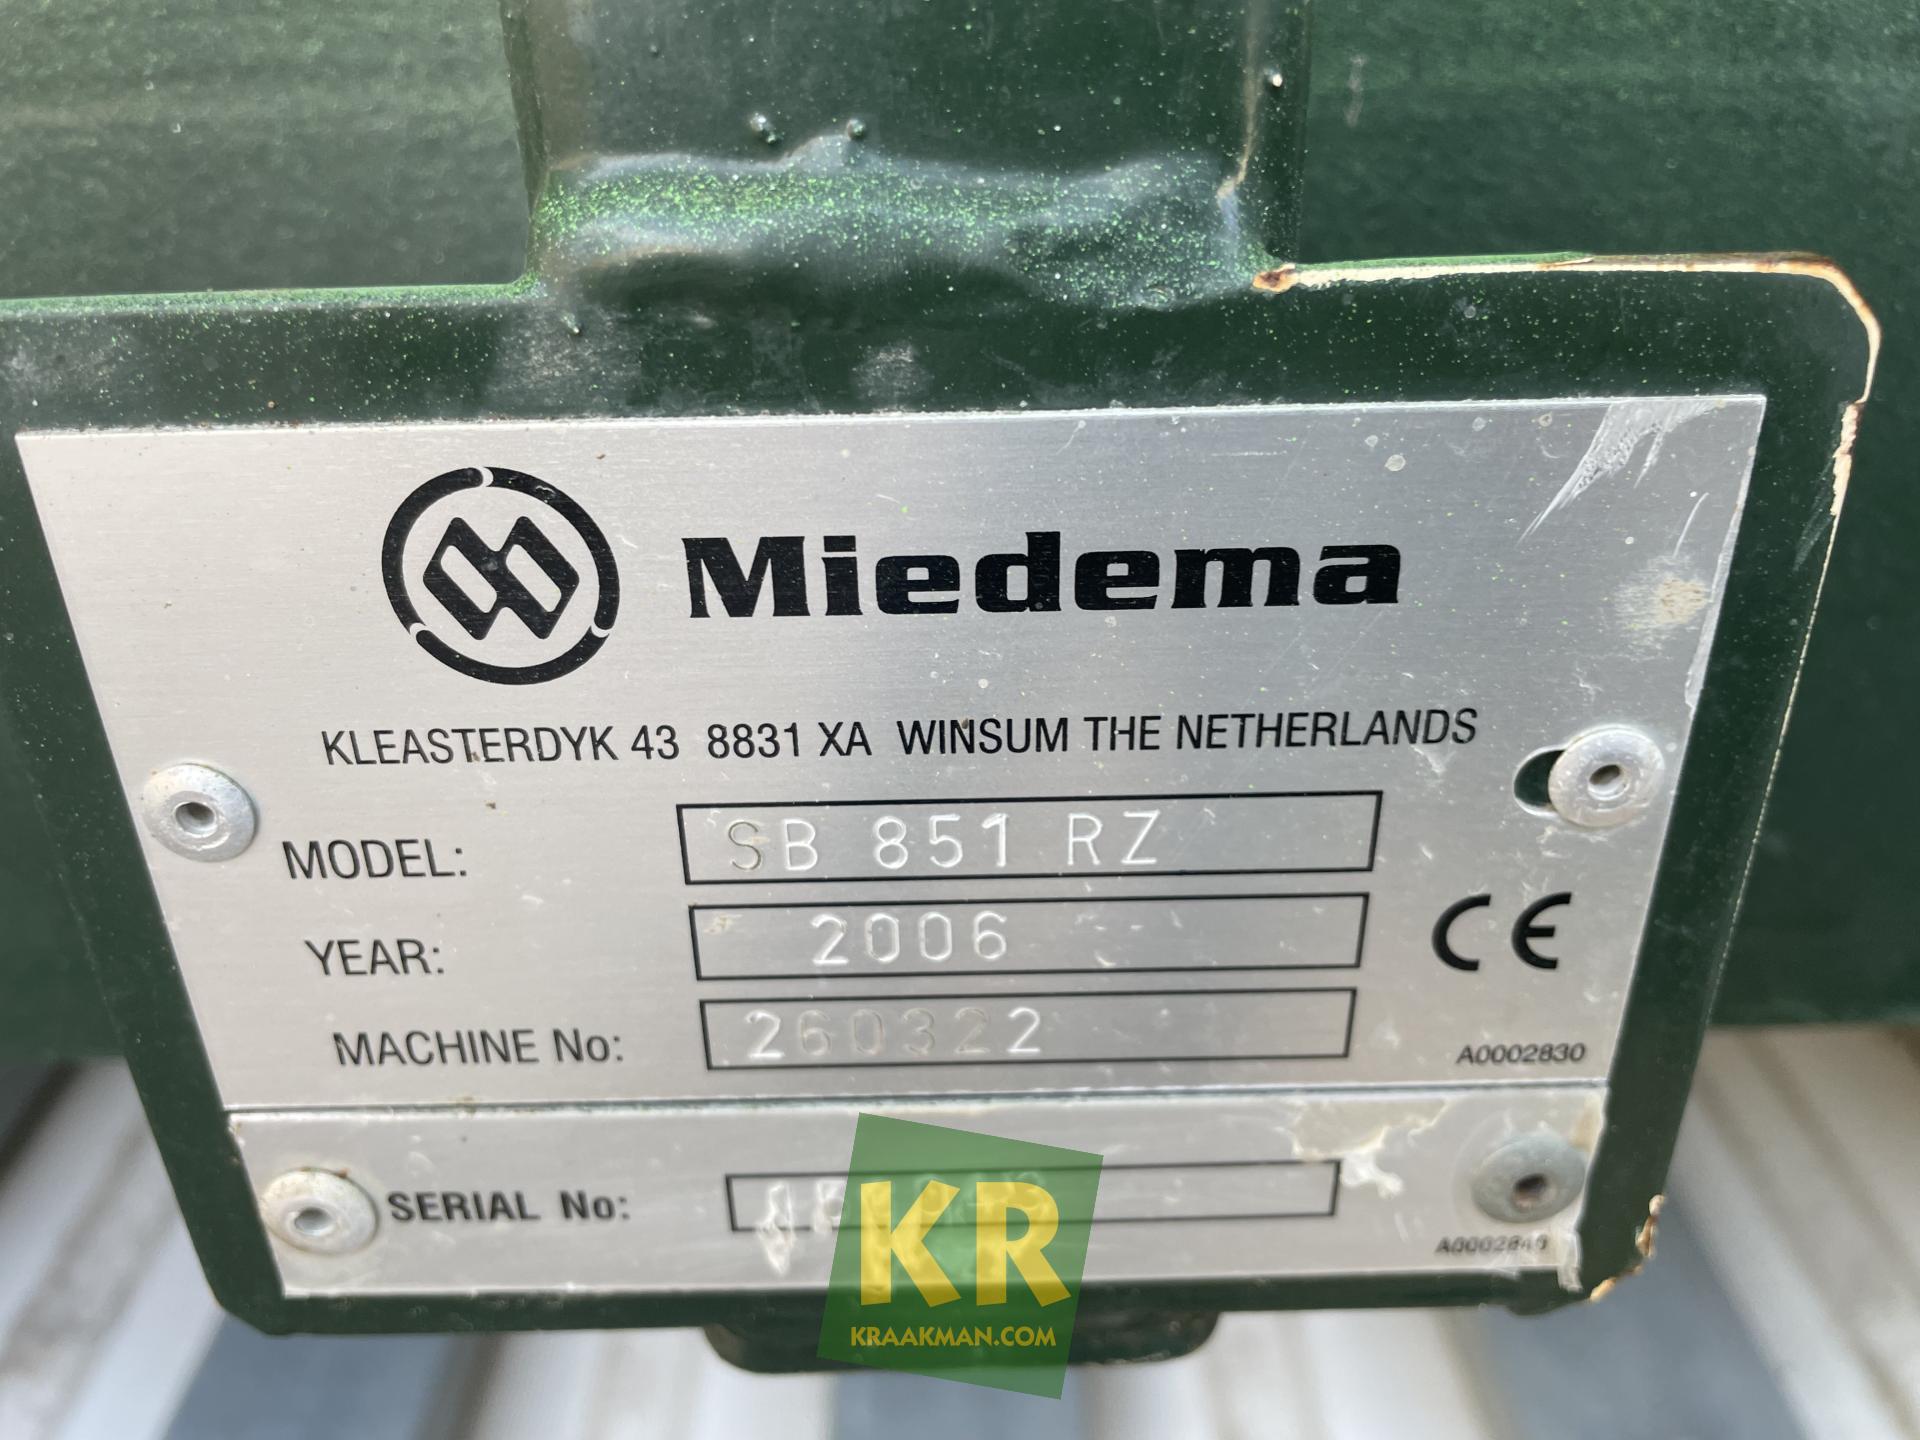 Miedema
KLEASTERDYK 43 8831 XA WINSUM THE NETHERLANDS
MODEL: SB 851 RZ
YEAR: 2006
MACHINE No: 260322
A0002830
SERIAL No:
KR
KRAAKMAN.COM